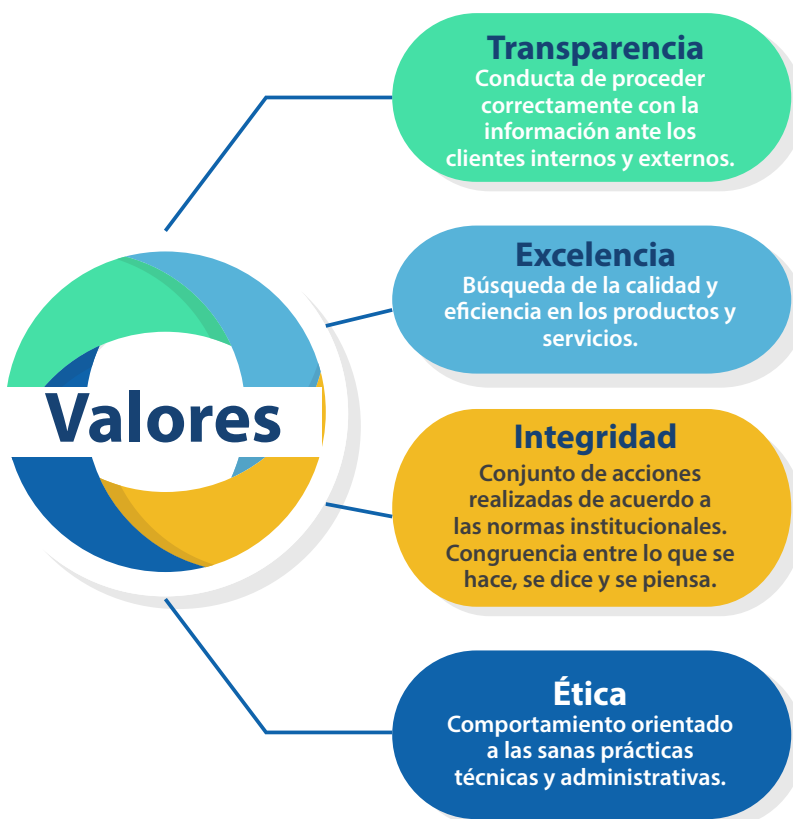 Transparencia
Conducta de proceder
correctamente con la
información ante los
clientes internos y externos.
Excelencia
Búsqueda de la calidad y
eficiencia en los productos y
servicios.
Valores
Integridad
Conjunto de acciones
realizadas de acuerdo a
las normas institucionales.
Congruencia entre lo que se
hace, se dice y se piensa.
Ética
Comportamiento orientado
a las sanas prácticas
técnicas y administrativas.